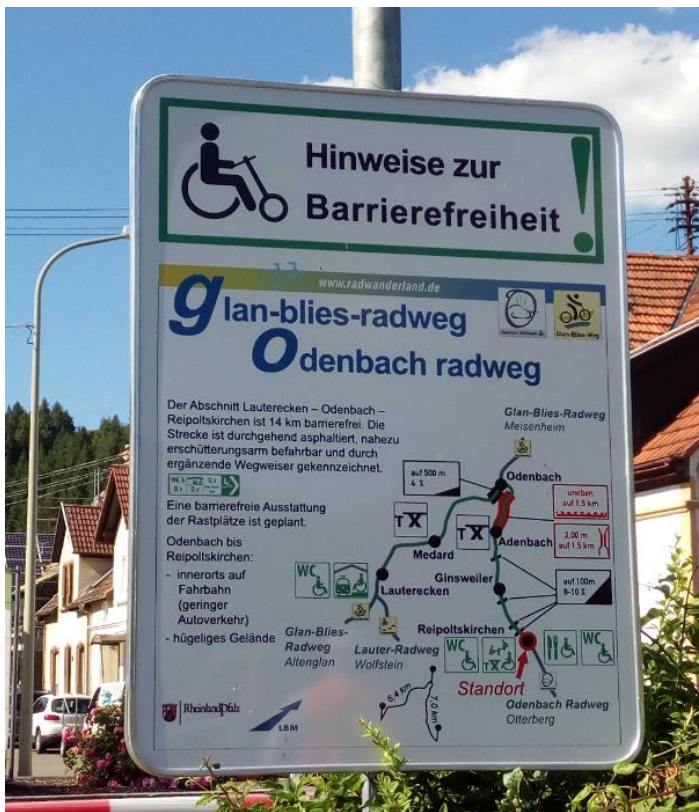 Hinweise zur
Barrierefreiheit
!
www.radwanderland.de
glan-blies-radweg
Odenbach radweg
Glan-Blies-Weg
Der Abschnitt Lauterecken – Odenbach –
Reipoltskirchen ist 14 km barrierefrei. Die
Strecke ist durchgehend asphaltiert, nahezu
erschütterungsarm befahrbar und durch
ergänzende Wegweiser gekennzeichnet.
Eine barrierefreie Ausstattung
der Rastplätze ist geplant.
Odenbach bis
Reipoltskirchen:
- innerorts auf
Fahrbahn
(geringer
Autoverkehr)
- hügeliges Gelände
Glan-Blies-Radweg
Meisenheim
auf 500 m
4 %
Odenbach
uneben
auf 1.5 km
T
T
Adenbach
2,00 m
auf 1.5 km
Medard
WC
Ginsweiler
auf 100m
8-10 %
Lauterecken
Reipoltskirchen
Glan-Blies-
Radweg
Altenglan
Lauter-Radweg
Wolfstein
WC
T
WC
Standort
6,4 km
7,0 km
Odenbach Radweg
Otterberg
RheinlandPfalz
LBM